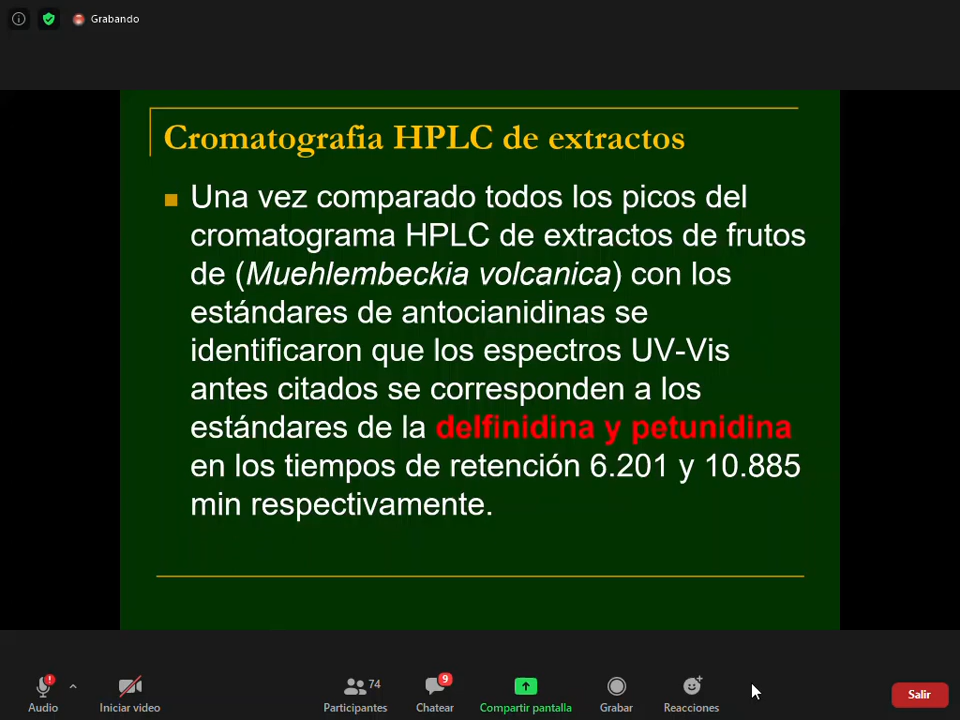 Grabando
Cromatografia HPLC de extractos
Una vez comparado todos los picos del
cromatograma HPLC de extractos de frutos
de (Muehlembeckia volcanica) con los
estándares de antocianidinas se
identificaron que los espectros UV-Vis
antes citados se corresponden a los
estándares de la delfinidina y petunidina
en los tiempos de retención 6.201 y 10.885
min respectivamente.
74
9
Audio
Iniciar video
Participantes
Chatear
Compartir pantalla
Grabar
Reacciones
Salir